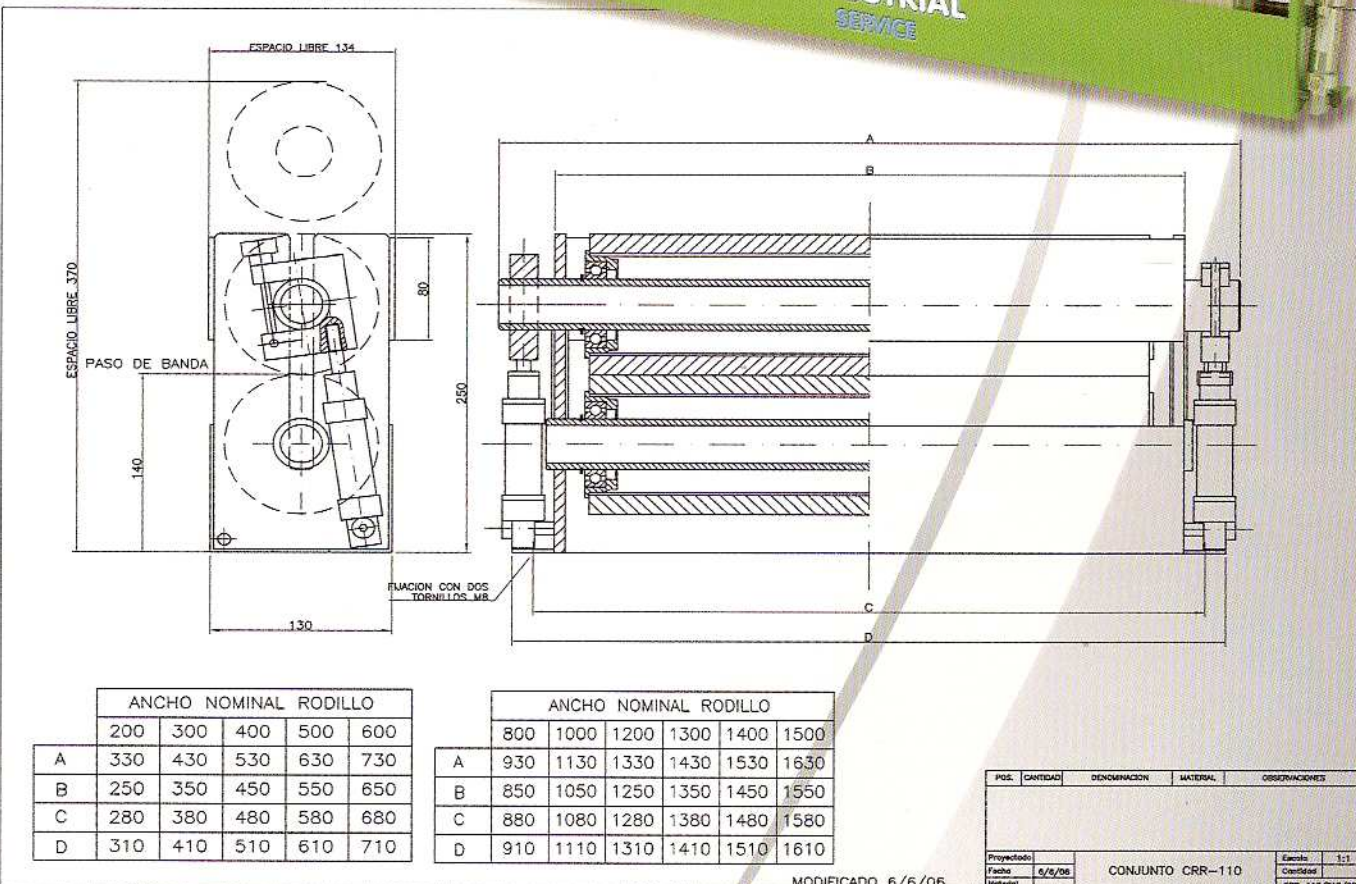 SERVICE
ESPACIO LIBRE 134
A
B
ESPACIO LIBRE 370
80
PASO DE BANDA
250
140
FIJACION CON DOS
TORNILLOS M8
130
C
D
ANCHO NOMINAL RODILLO
200 300 400 500 600
A 330 430 530 630 730
B 250 350 450 550 650
C 280 380 480 580 680
D 310 410 510 610 710
ANCHO NOMINAL RODILLO
800 1000 1200 1300 1400 1500
A 930 1130 1330 1430 1530 1630
B 850 1050 1250 1350 1450 1550
C 880 1080 1280 1380 1480 1580
D 910 1110 1310 1410 1510 1610
MODIFICADO 6/6/06
POS. CANTIDAD DENOMINACION MATERIAL OBSERVACIONES
Proyectado
Fecha 6/6/06 CONJUNTO CRR-110 Escala 1:1
Cantidad
Material